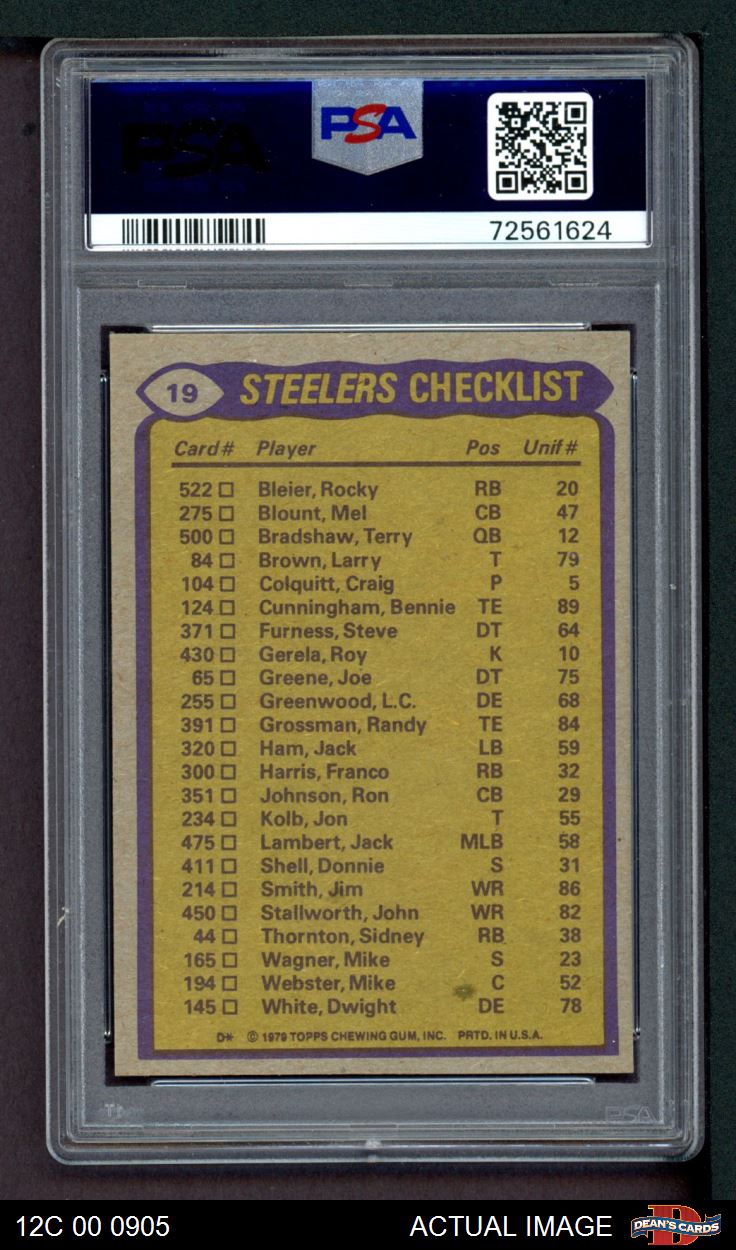 PSA
PSA
72561624
19 STEELERS CHECKLIST
Card # Player Pos Unif #
522 □ Bleier, Rocky RB 20
275 □ Blount, Mel CB 47
500 □ Bradshaw, Terry QB 12
84 □ Brown, Larry T 79
104 □ Colquitt, Craig P 5
124 □ Cunningham, Bennie TE 89
371 □ Furness, Steve DT 64
430 □ Gerela, Roy K 10
65 □ Greene, Joe DT 75
255 □ Greenwood, L.C. DE 68
391 □ Grossman, Randy TE 84
320 □ Ham, Jack LB 59
300 □ Harris, Franco RB 32
351 □ Johnson, Ron CB 29
234 □ Kolb, Jon T 55
475 □ Lambert, Jack MLB 58
411 □ Shell, Donnie S 31
214 □ Smith, Jim WR 86
450 □ Stallworth, John WR 82
44 □ Thornton, Sidney RB 38
165 □ Wagner, Mike S 23
194 □ Webster, Mike C 52
145 □ White, Dwight DE 78
D* © 1979 TOPPS CHEWING GUM, INC. PRTD. IN U.S.A.
PSA
12C 00 0905 ACTUAL IMAGE DEAN'S CARDS